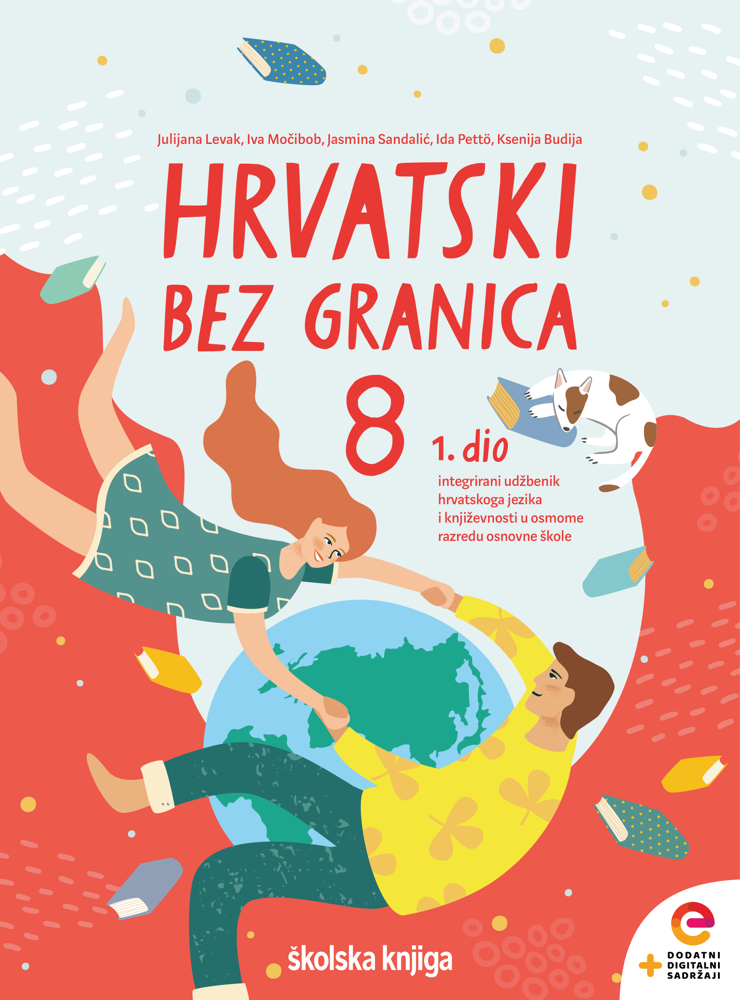 Julijana Levak, Iva Močibob, Jasmina Sandalić, Ida Pettö, Ksenija Budija
HRVATSKI
BEZ GRANICA
8
1. dio
integrirani udžbenik
hrvatskoga jezika
i književnosti u osmome
razredu osnovne škole
školska knjiga
e
+ DODATNI
DIGITALNI
SADRŽAJI